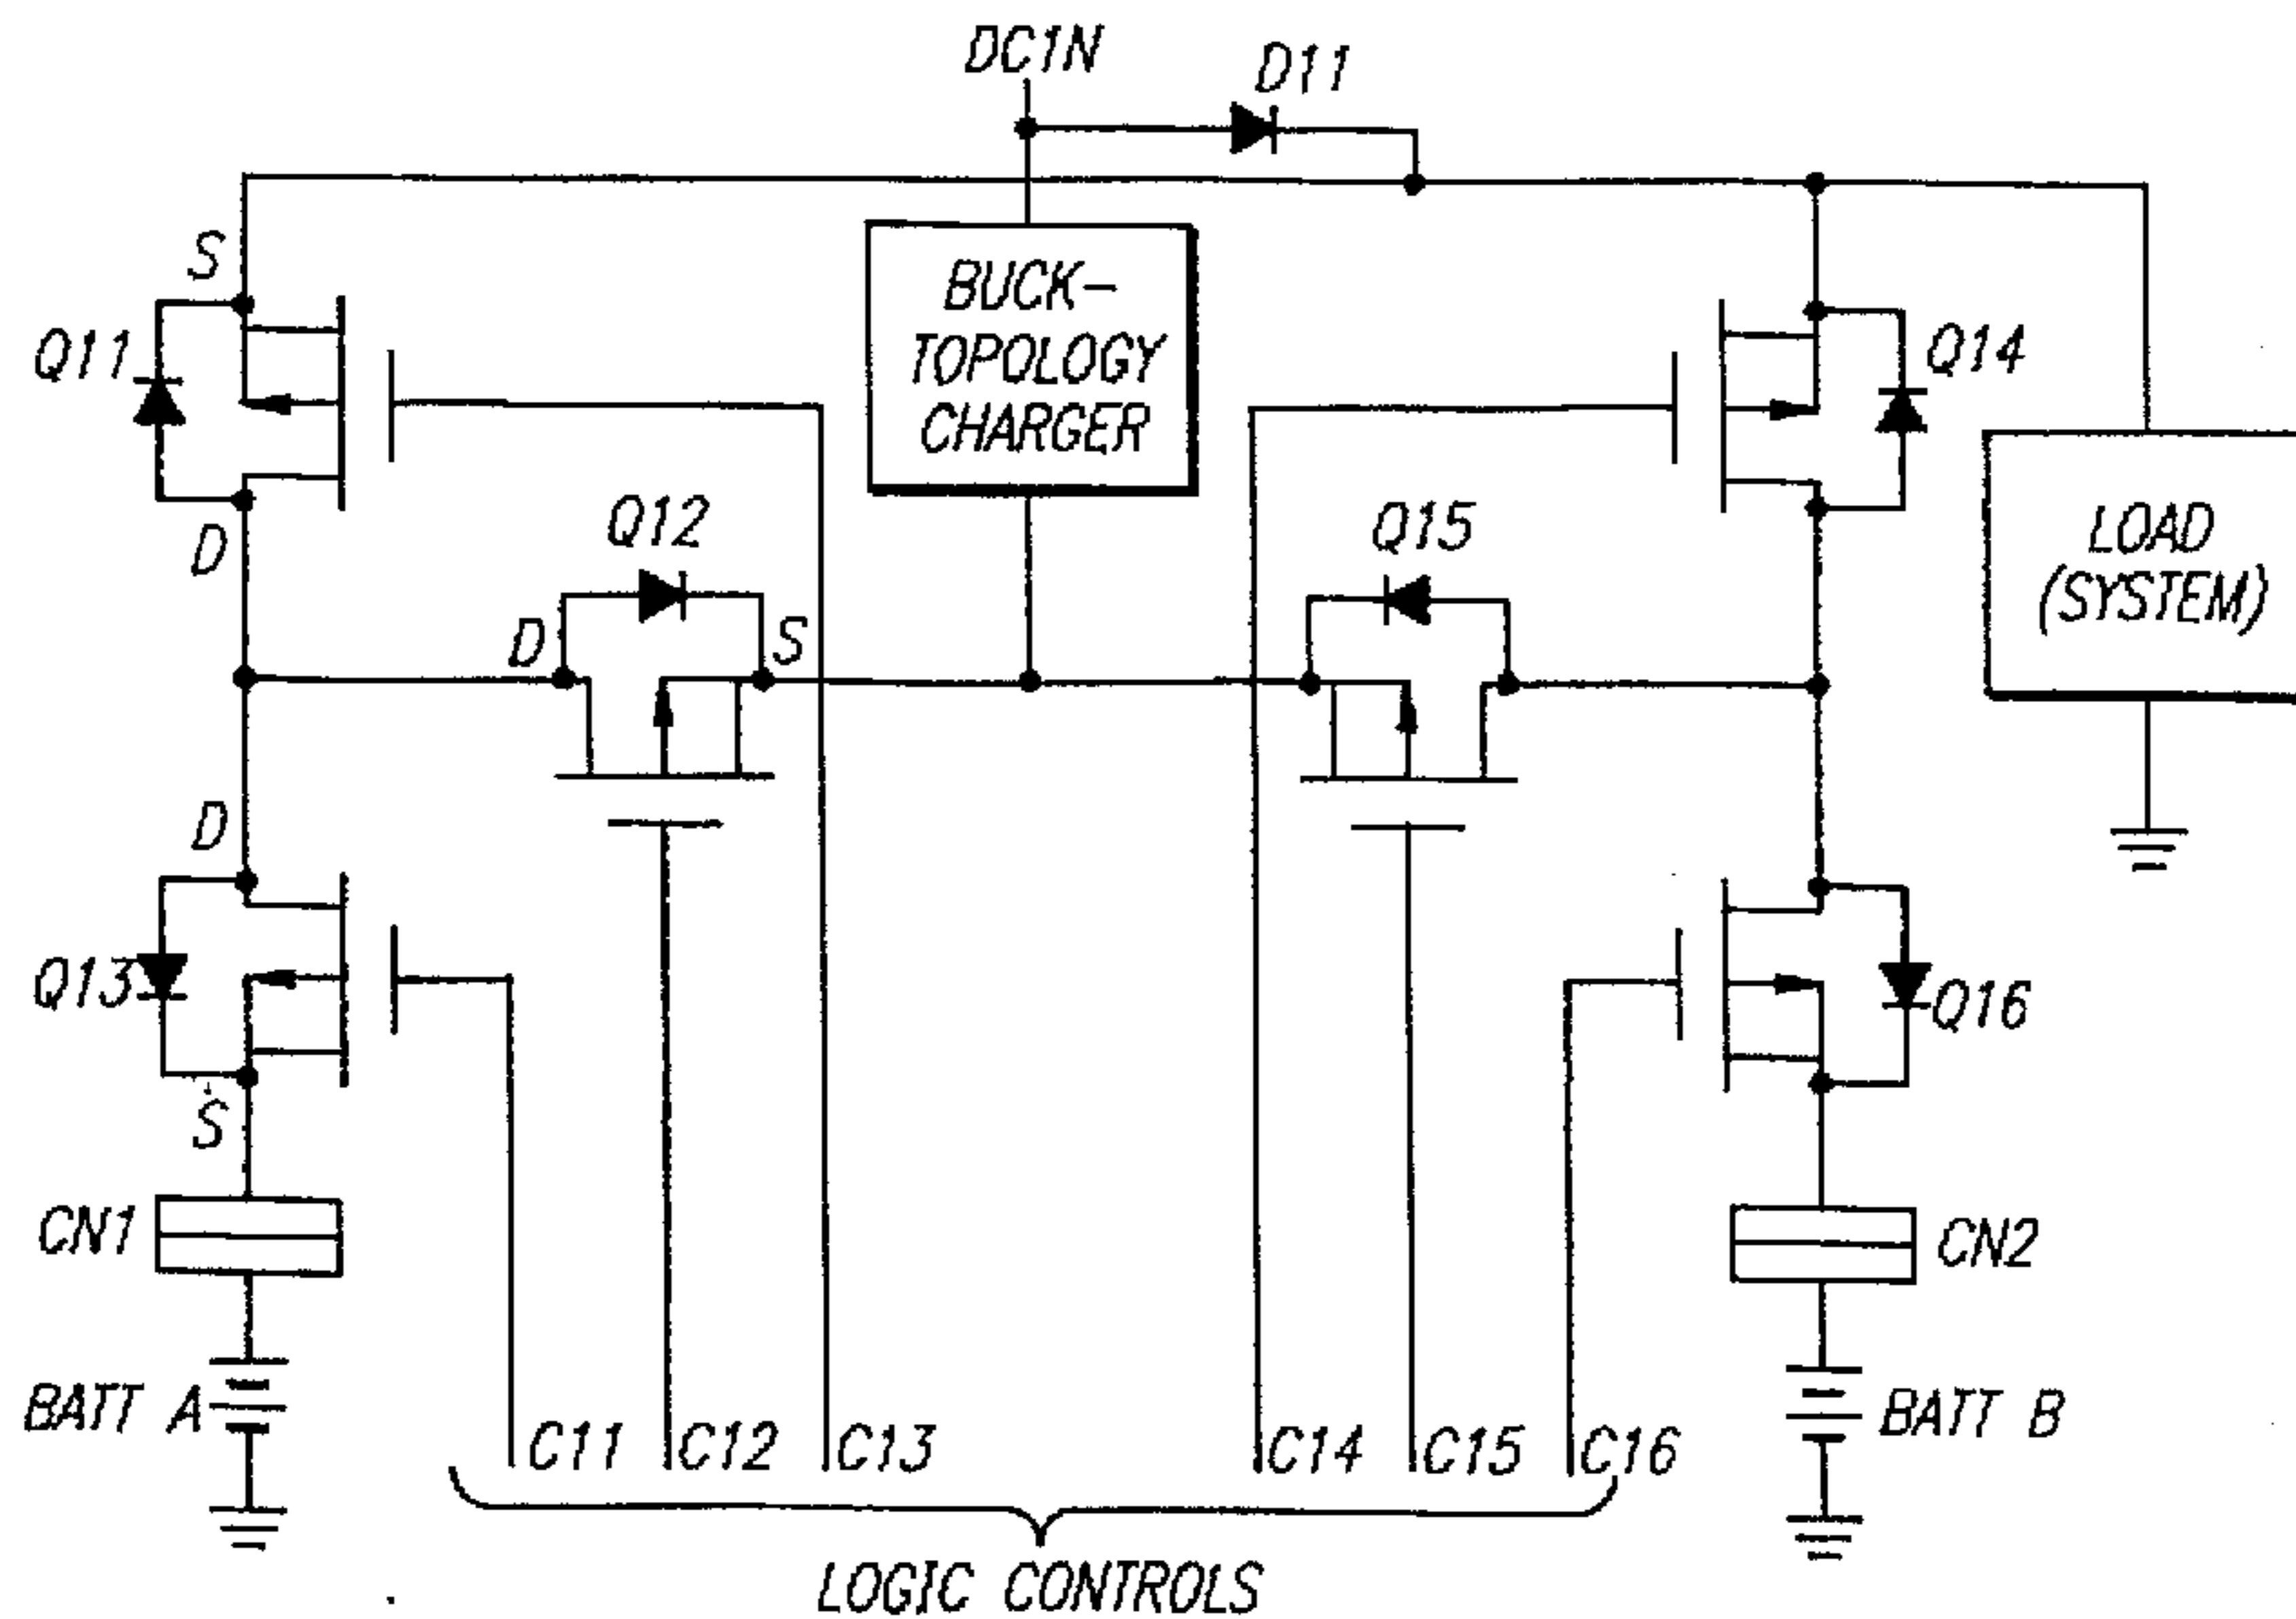 DC1N
D11
S
Q11
BUCK-
TOPOLOGY
CHARGER
Q14
D
Q12
Q15
LOAD
(SYSTEM)
D
S
D
Q13
Q16
S
CN1
CN2
BATT A
BATT B
C11
C12
C13
C14
C15
C16
LOGIC CONTROLS